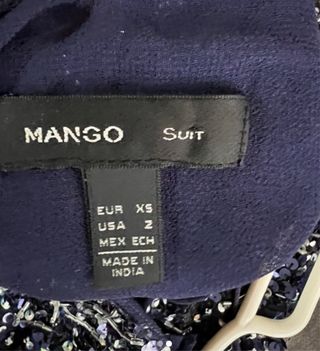 MANGO SUIT
EUR XS
USA 2
MEX ECH
MADE IN
INDIA